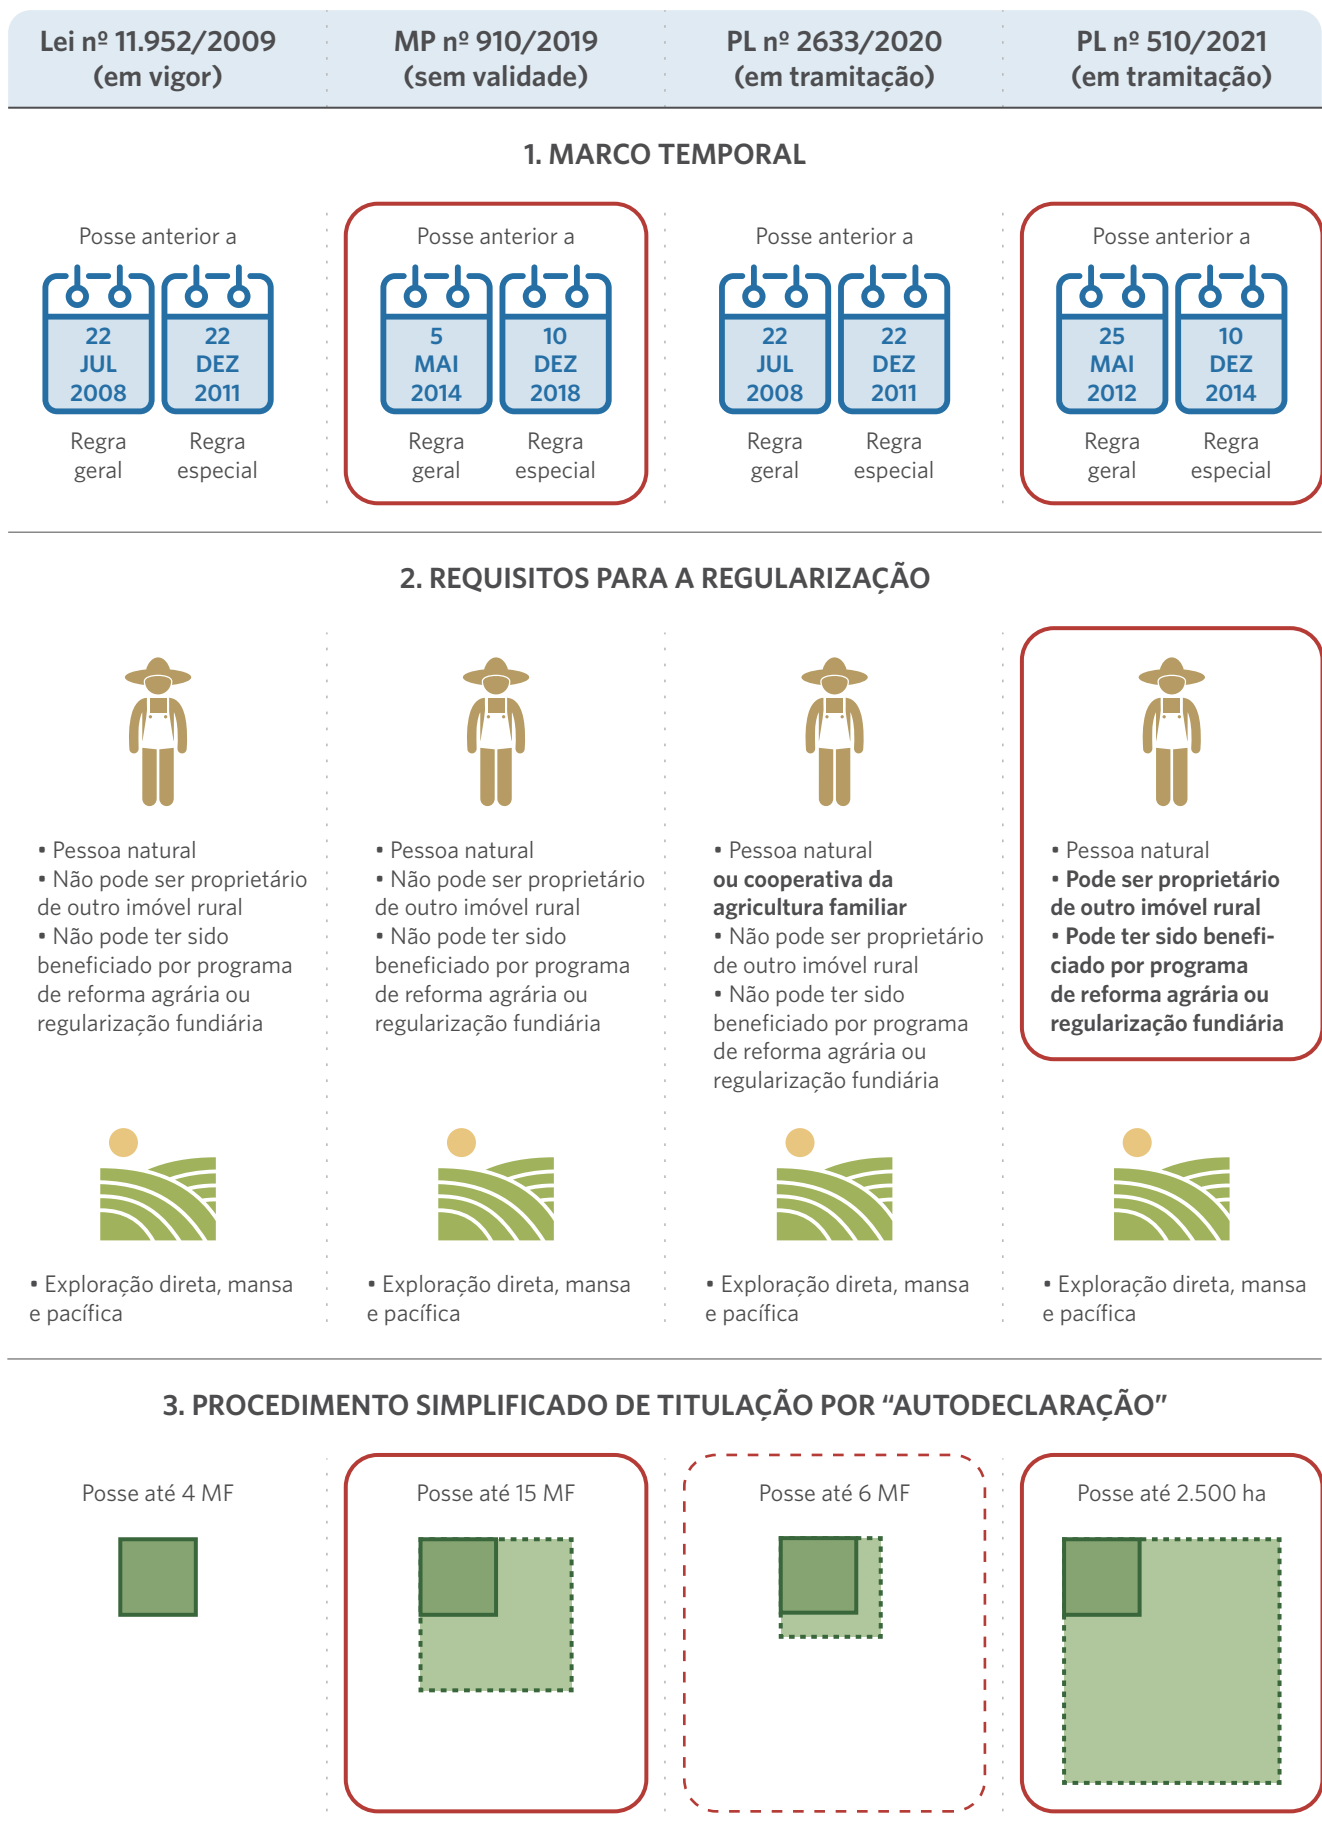 Lei nº 11.952/2009
(em vigor)
MP nº 910/2019
(sem validade)
PL nº 2633/2020
(em tramitação)
PL nº 510/2021
(em tramitação)
1. MARCO TEMPORAL
Posse anterior a
22
JUL
2008
22
DEZ
2011
Regra
geral
Regra
especial
Posse anterior a
5
MAI
2014
10
DEZ
2018
Regra
geral
Regra
especial
Posse anterior a
22
JUL
2008
22
DEZ
2011
Regra
geral
Regra
especial
Posse anterior a
25
MAI
2012
10
DEZ
2014
Regra
geral
Regra
especial
2. REQUISITOS PARA A REGULARIZAÇÃO
• Pessoa natural
• Não pode ser proprietário
de outro imóvel rural
• Não pode ter sido
beneficiado por programa
de reforma agrária ou
regularização fundiária
• Pessoa natural
• Não pode ser proprietário
de outro imóvel rural
• Não pode ter sido
beneficiado por programa
de reforma agrária ou
regularização fundiária
• Pessoa natural
ou cooperativa da
agricultura familiar
• Não pode ser proprietário
de outro imóvel rural
• Não pode ter sido
beneficiado por programa
de reforma agrária ou
regularização fundiária
• Pessoa natural
• Pode ser proprietário
de outro imóvel rural
• Pode ter sido benefi-
ciado por programa
de reforma agrária ou
regularização fundiária
• Exploração direta, mansa
e pacífica
• Exploração direta, mansa
e pacífica
• Exploração direta, mansa
e pacífica
• Exploração direta, mansa
e pacífica
3. PROCEDIMENTO SIMPLIFICADO DE TITULAÇÃO POR “AUTODECLARAÇÃO”
Posse até 4 MF
Posse até 15 MF
Posse até 6 MF
Posse até 2.500 ha